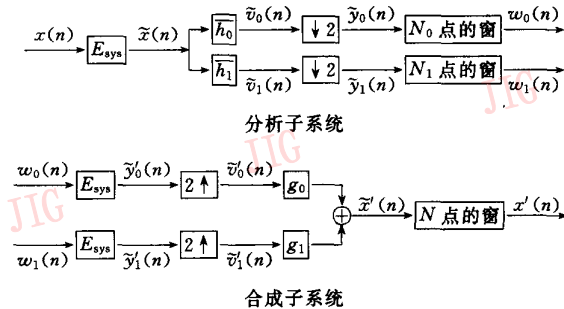 x(n) E_sys x̃(n) h̄₀ ṽ₀(n) ↓2 ỹ₀(n) N₀ 点的窗 w₀(n)
h̄₁ ṽ₁(n) ↓2 ỹ₁(n) N₁ 点的窗 w₁(n)
分析子系统
w₀(n) E_sys ỹ′₀(n) 2↑ ṽ′₀(n) g₀
x̃′(n) N 点的窗 x′(n)
w₁(n) E_sys ỹ′₁(n) 2↑ ṽ′₁(n) g₁
合成子系统
JIG
JIG
JIG